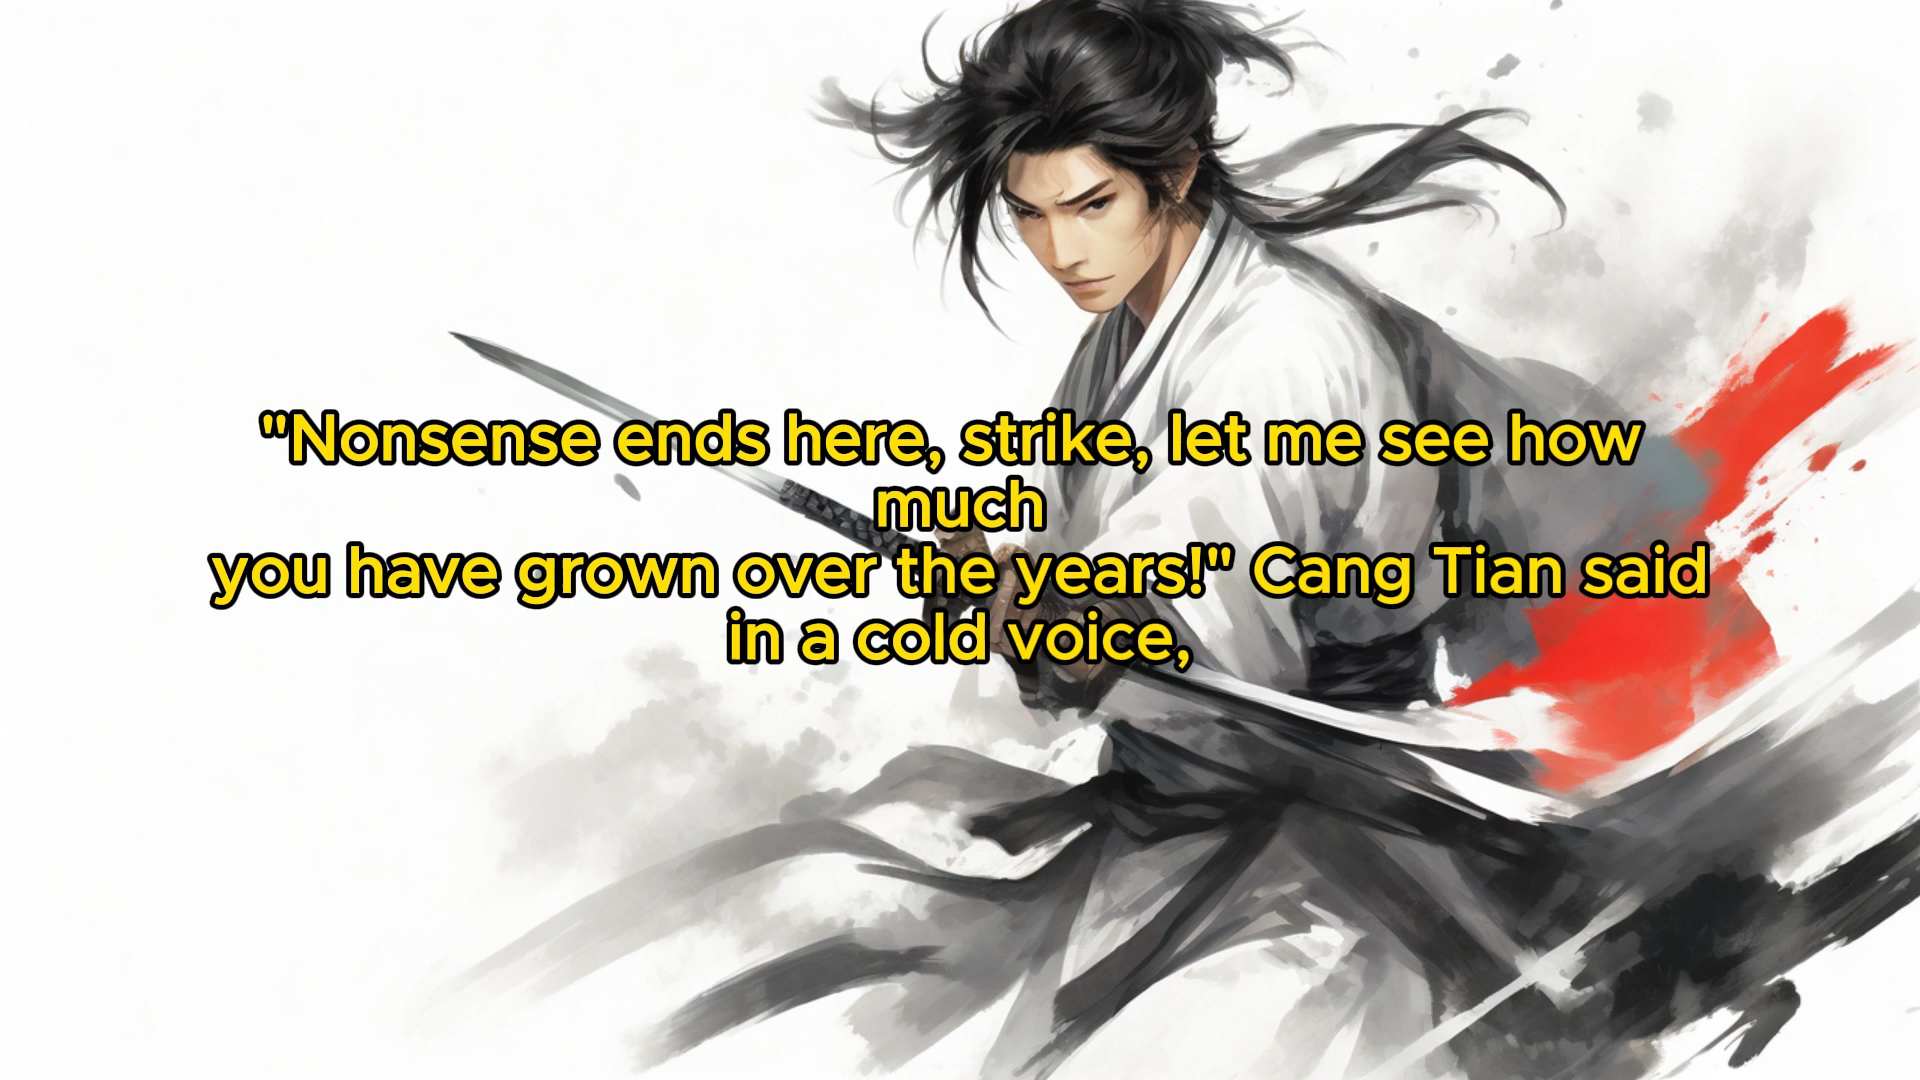 "Nonsense ends here, strike, let me see how
much
you have grown over the years!" Cang Tian said
in a cold voice,